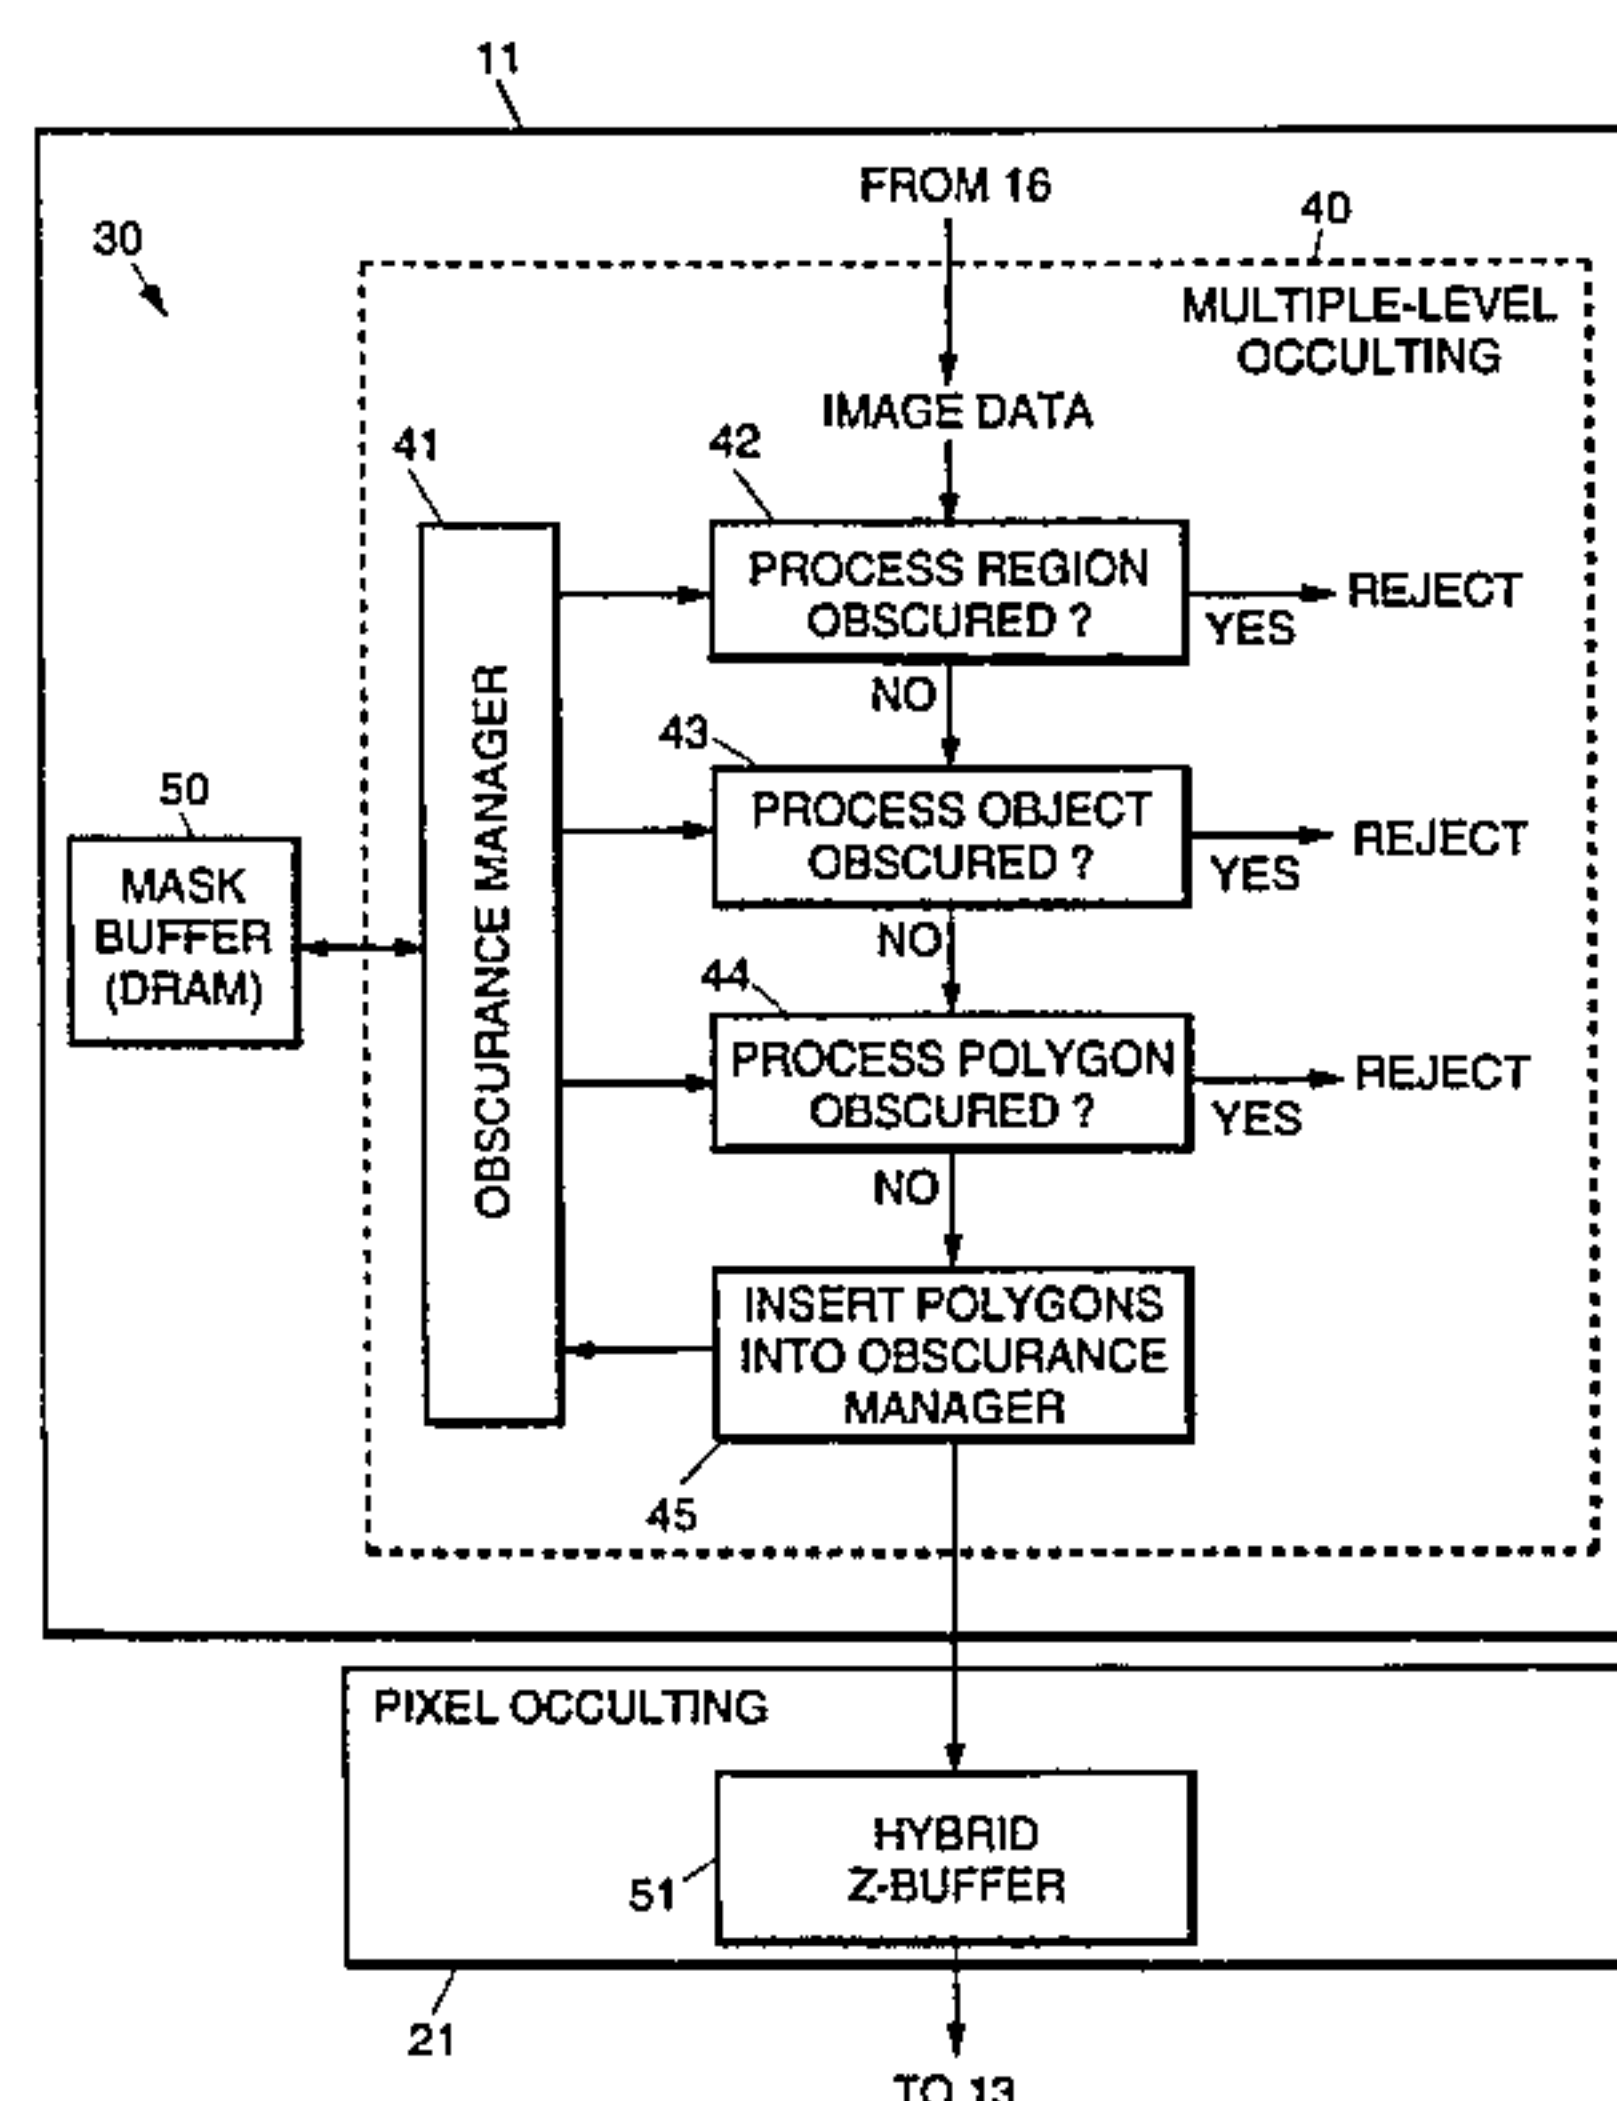 11
FROM 16
30
40
MULTIPLE-LEVEL
OCCULTING
IMAGE DATA
41
42
PROCESS REGION
OBSCURED ?
REJECT
YES
NO
OBSCURANCE MANAGER
43
PROCESS OBJECT
OBSCURED ?
REJECT
YES
NO
50
MASK
BUFFER
(DRAM)
44
PROCESS POLYGON
OBSCURED ?
REJECT
YES
NO
INSERT POLYGONS
INTO OBSCURANCE
MANAGER
45
PIXEL OCCULTING
HYBRID
Z-BUFFER
51
21
TO 13